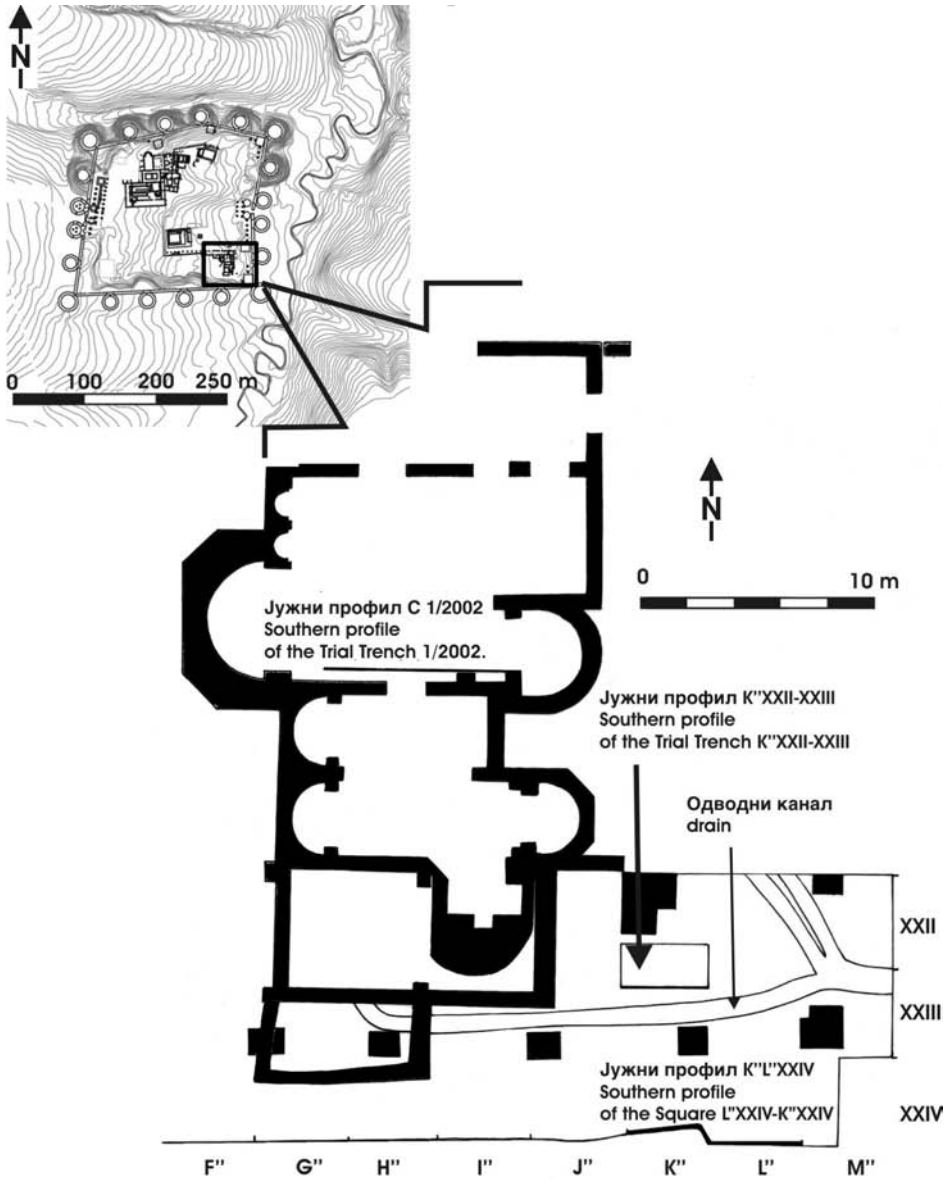 N
0 100 200 250 m
N
0 10 m
Јужни профил С 1/2002
Southern profile
of the Trial Trench 1/2002.
Јужни профил K''XXII-XXIII
Southern profile
of the Trial Trench K''XXII-XXIII
Одводни канал
drain
XXII
XXIII
Јужни профил K''L''XXIV
Southern profile
of the Square L''XXIV-K''XXIV
XXIV
F'' G'' H'' I'' J'' K'' L'' M''